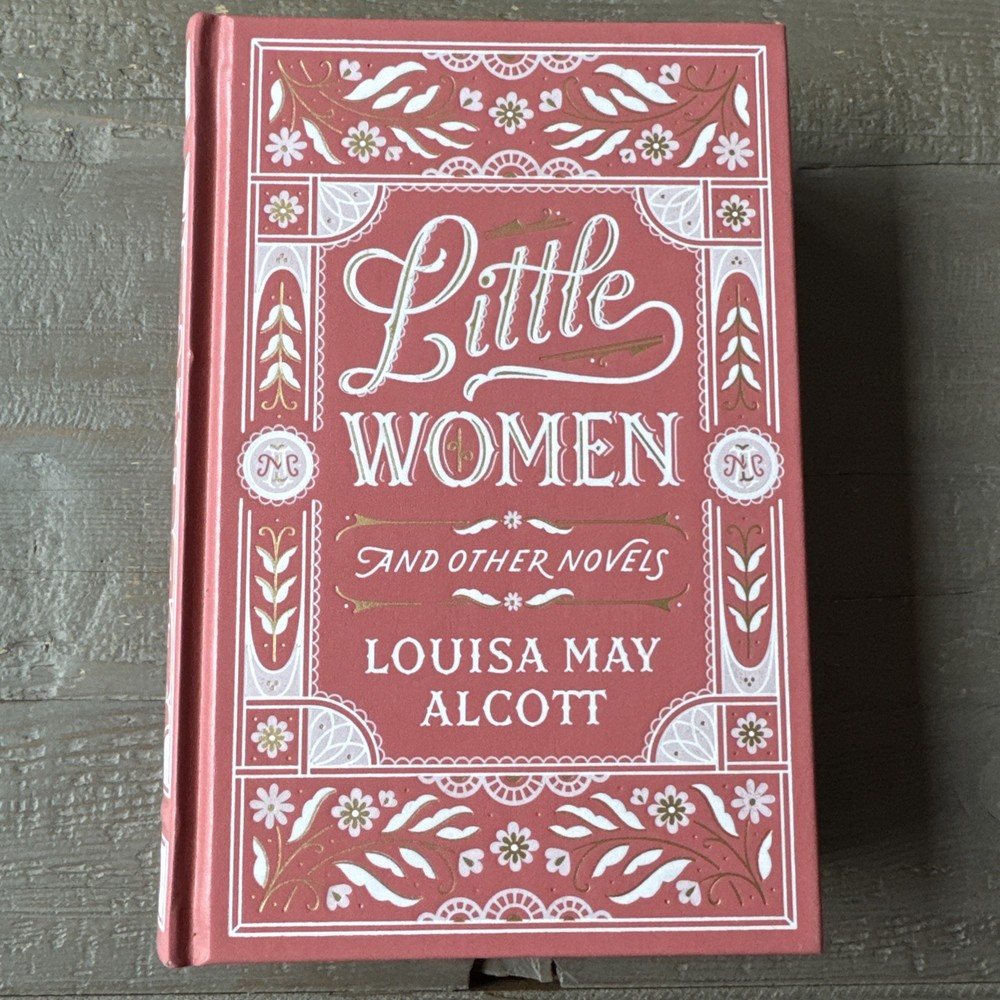 Little
WOMEN
AND OTHER NOVELS
LOUISA MAY
ALCOTT